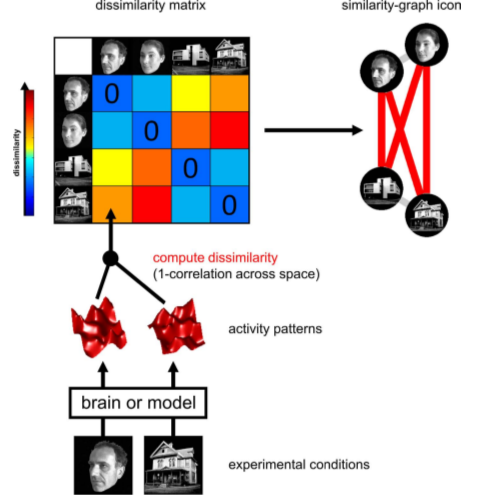 dissimilarity matrix
similarity-graph icon
dissimilarity
0
0
0
0
compute dissimilarity
(1-correlation across space)
activity patterns
brain or model
experimental conditions